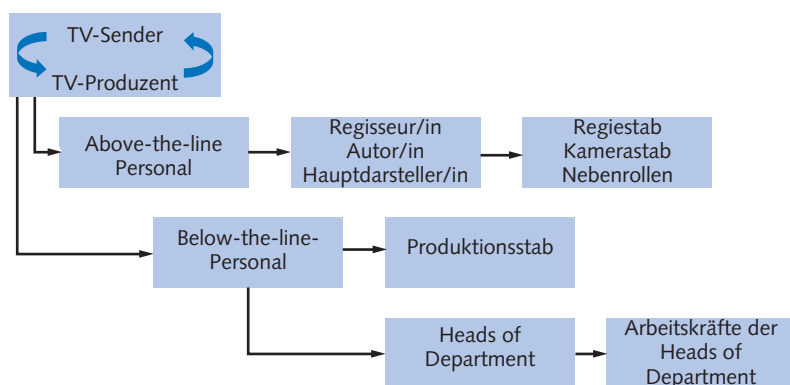 TV-Sender
TV-Produzent
Above-the-line
Personal
Regisseur/in
Autor/in
Hauptdarsteller/in
Regiestab
Kamerastab
Nebenrollen
Below-the-line-
Personal
Produktionsstab
Heads of
Department
Arbeitskräfte der
Heads of
Department